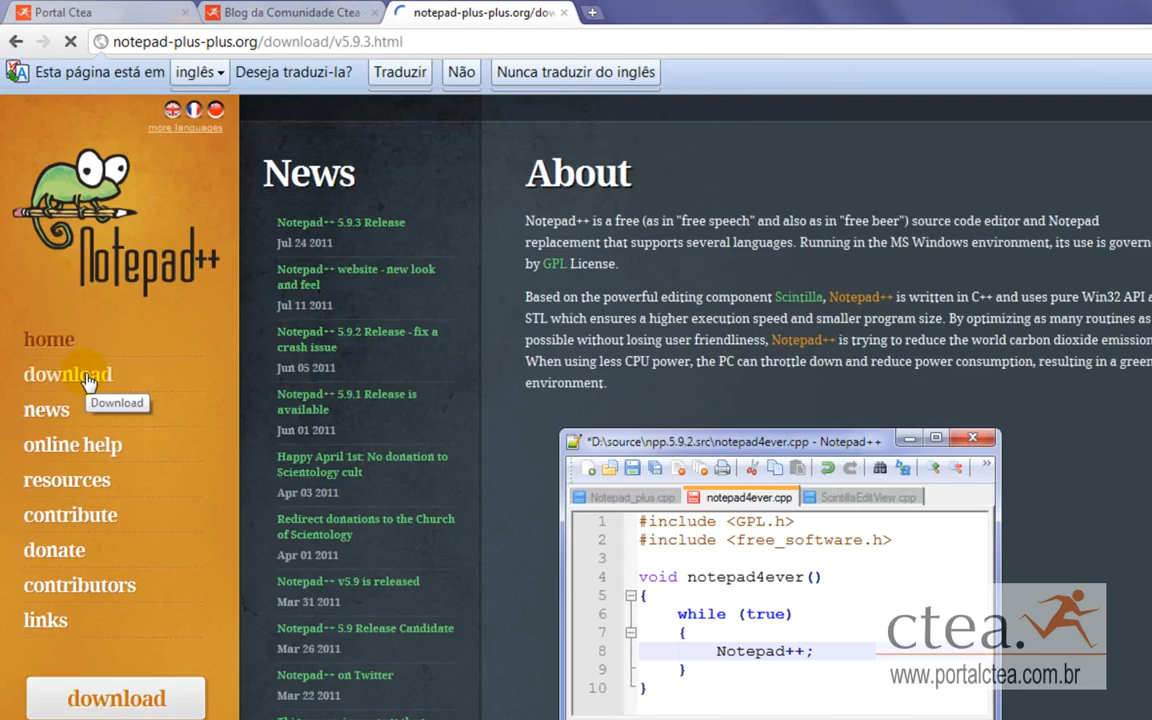 Portal Ctea
Blog da Comunidade Ctea
notepad-plus-plus.org/dow
notepad-plus-plus.org/download/v5.9.3.html
Esta página está em inglês Deseja traduzi-la? Traduzir Não Nunca traduzir do inglês
more languages
Notepad++
home
download
Download
news
online help
resources
contribute
donate
contributors
links
download
News
Notepad++ 5.9.3 Release
Jul 24 2011
Notepad++ website - new look
and feel
Jul 11 2011
Notepad++ 5.9.2 Release - fix a
crash issue
Jun 05 2011
Notepad++ 5.9.1 Release is
available
Jun 01 2011
Happy April 1st: No donation to
Scientology cult
Apr 03 2011
Redirect donations to the Church
of Scientology
Apr 01 2011
Notepad++ v5.9 is released
Mar 31 2011
Notepad++ 5.9 Release Candidate
Mar 26 2011
Notepad++ on Twitter
Mar 22 2011
About
Notepad++ is a free (as in "free speech" and also as in "free beer") source code editor and Notepad
replacement that supports several languages. Running in the MS Windows environment, its use is govern
by GPL License.
Based on the powerful editing component Scintilla, Notepad++ is written in C++ and uses pure Win32 API a
STL which ensures a higher execution speed and smaller program size. By optimizing as many routines as
possible without losing user friendliness, Notepad++ is trying to reduce the world carbon dioxide emission
When using less CPU power, the PC can throttle down and reduce power consumption, resulting in a green
environment.
*D:\source\npp.5.9.2.src\notepad4ever.cpp - Notepad++
Notepad_plus.cpp notepad4ever.cpp ScintillaEditView.cpp
1 #include <GPL.h>
2 #include <free_software.h>
3
4 void notepad4ever()
5 {
6 while (true)
7 {
8 Notepad++;
9 }
10 }
ctea.
www.portalctea.com.br